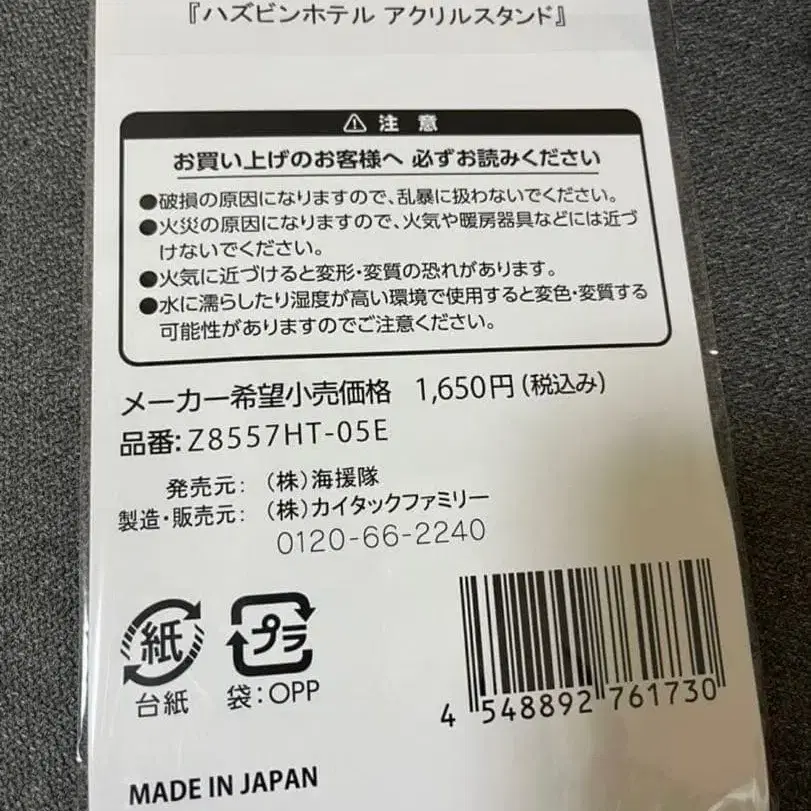 『ハズビンホテル アクリルスタンド』
⚠ 注 意
お買い上げのお客様へ 必ずお読みください
●破損の原因になりますので、乱暴に扱わないでください。
●火災の原因になりますので、火気や暖房器具などには近づ
けないでください。
●火気に近づけると変形・変質の恐れがあります。
●水に濡らしたり湿度が高い環境で使用すると変色・変質する
可能性がありますのでご注意ください。
メーカー希望小売価格 1,650円(税込み)
品番:Z8557HT-05E
発売元: (株)海援隊
製造・販売元: (株)カイタックファミリー
0120-66-2240
紙
台紙
プラ
袋:OPP
4 548892 761730
MADE IN JAPAN